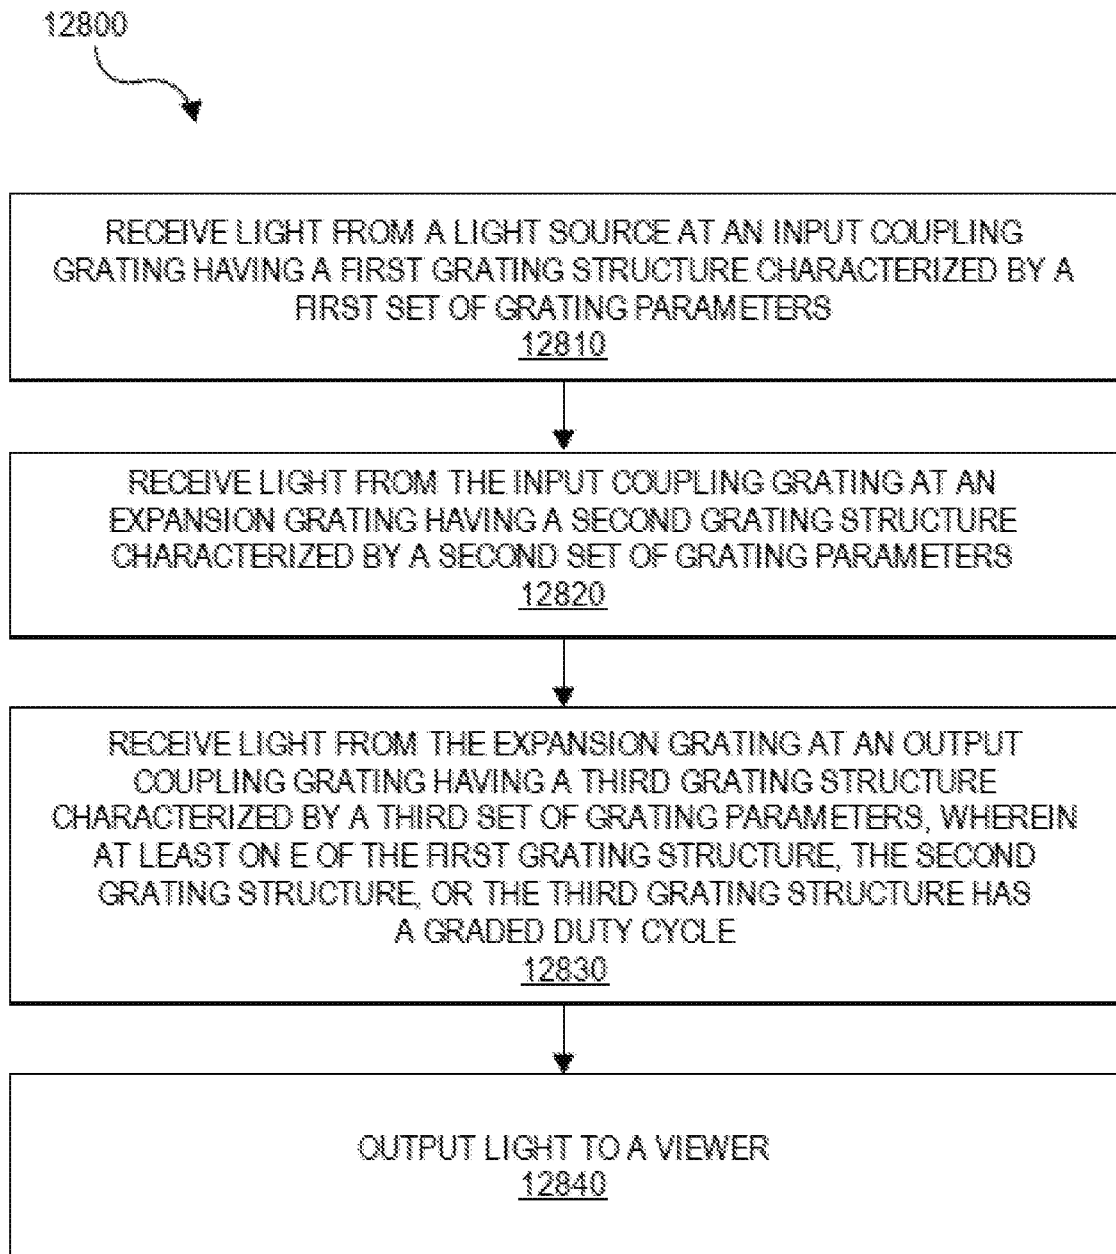 12800
RECEIVE LIGHT FROM A LIGHT SOURCE AT AN INPUT COUPLING
GRATING HAVING A FIRST GRATING STRUCTURE CHARACTERIZED BY A
FIRST SET OF GRATING PARAMETERS
12810
RECEIVE LIGHT FROM THE INPUT COUPLING GRATING AT AN
EXPANSION GRATING HAVING A SECOND GRATING STRUCTURE
CHARACTERIZED BY A SECOND SET OF GRATING PARAMETERS
12820
RECEIVE LIGHT FROM THE EXPANSION GRATING AT AN OUTPUT
COUPLING GRATING HAVING A THIRD GRATING STRUCTURE
CHARACTERIZED BY A THIRD SET OF GRATING PARAMETERS, WHEREIN
AT LEAST ON E OF THE FIRST GRATING STRUCTURE, THE SECOND
GRATING STRUCTURE, OR THE THIRD GRATING STRUCTURE HAS
A GRADED DUTY CYCLE
12830
OUTPUT LIGHT TO A VIEWER
12840